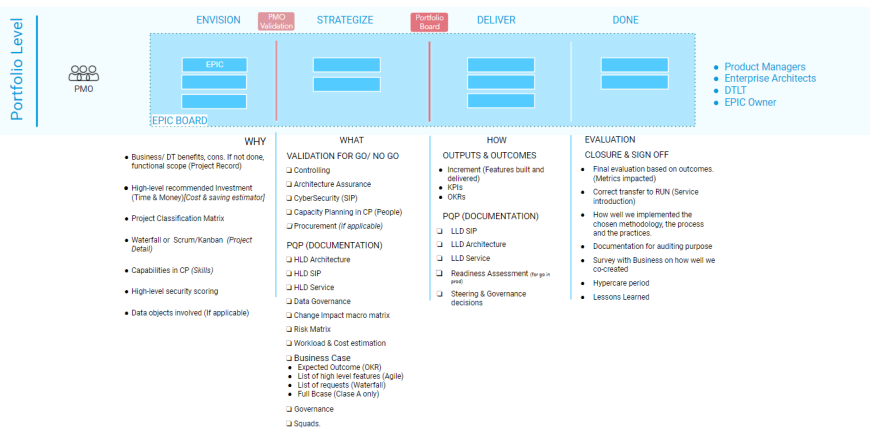 Portfolio Level
PMO
ENVISION
PMO
Validation
STRATEGIZE
Portfolio
Board
DELIVER
DONE
EPIC
EPIC BOARD
● Product Managers
● Enterprise Architects
● DTLT
● EPIC Owner
WHY
● Business/ DT benefits, cons. If not done,
functional scope (Project Record)
● High-level recommended Investment
(Time & Money)[Cost & saving estimator]
● Project Classification Matrix
● Waterfall or Scrum/Kanban (Project
Detail)
● Capabilities in CP (Skills)
● High-level security scoring
● Data objects involved (If applicable)
WHAT
VALIDATION FOR GO/ NO GO
❑ Controlling
❑ Architecture Assurance
❑ CyberSecurity (SIP)
❑ Capacity Planning in CP (People)
❑ Procurement (if applicable)
PQP (DOCUMENTATION)
❑ HLD Architecture
❑ HLD SIP
❑ HLD Service
❑ Data Governance
❑ Change Impact macro matrix
❑ Risk Matrix
❑ Workload & Cost estimation
❑ Business Case
● Expected Outcome (OKR)
● List of high level features (Agile)
● List of requests (Waterfall)
● Full Bcase (Clase A only)
❑ Governance
❑ Squads.
HOW
OUTPUTS & OUTCOMES
● Increment (Features built and
delivered)
● KPIs
● OKRs
PQP (DOCUMENTATION)
❑ LLD SIP
❑ LLD Architecture
❑ LLD Service
❑ Readiness Assessment (for go in
prod)
❑ Steering & Governance
decisions
EVALUATION
CLOSURE & SIGN OFF
● Final evaluation based on outcomes.
(Metrics impacted)
● Correct transfer to RUN (Service
introduction)
● How well we implemented the
chosen methodology, the process
and the practices.
● Documentation for auditing purpose
● Survey with Business on how well we
co-created
● Hypercare period
● Lessons Learned